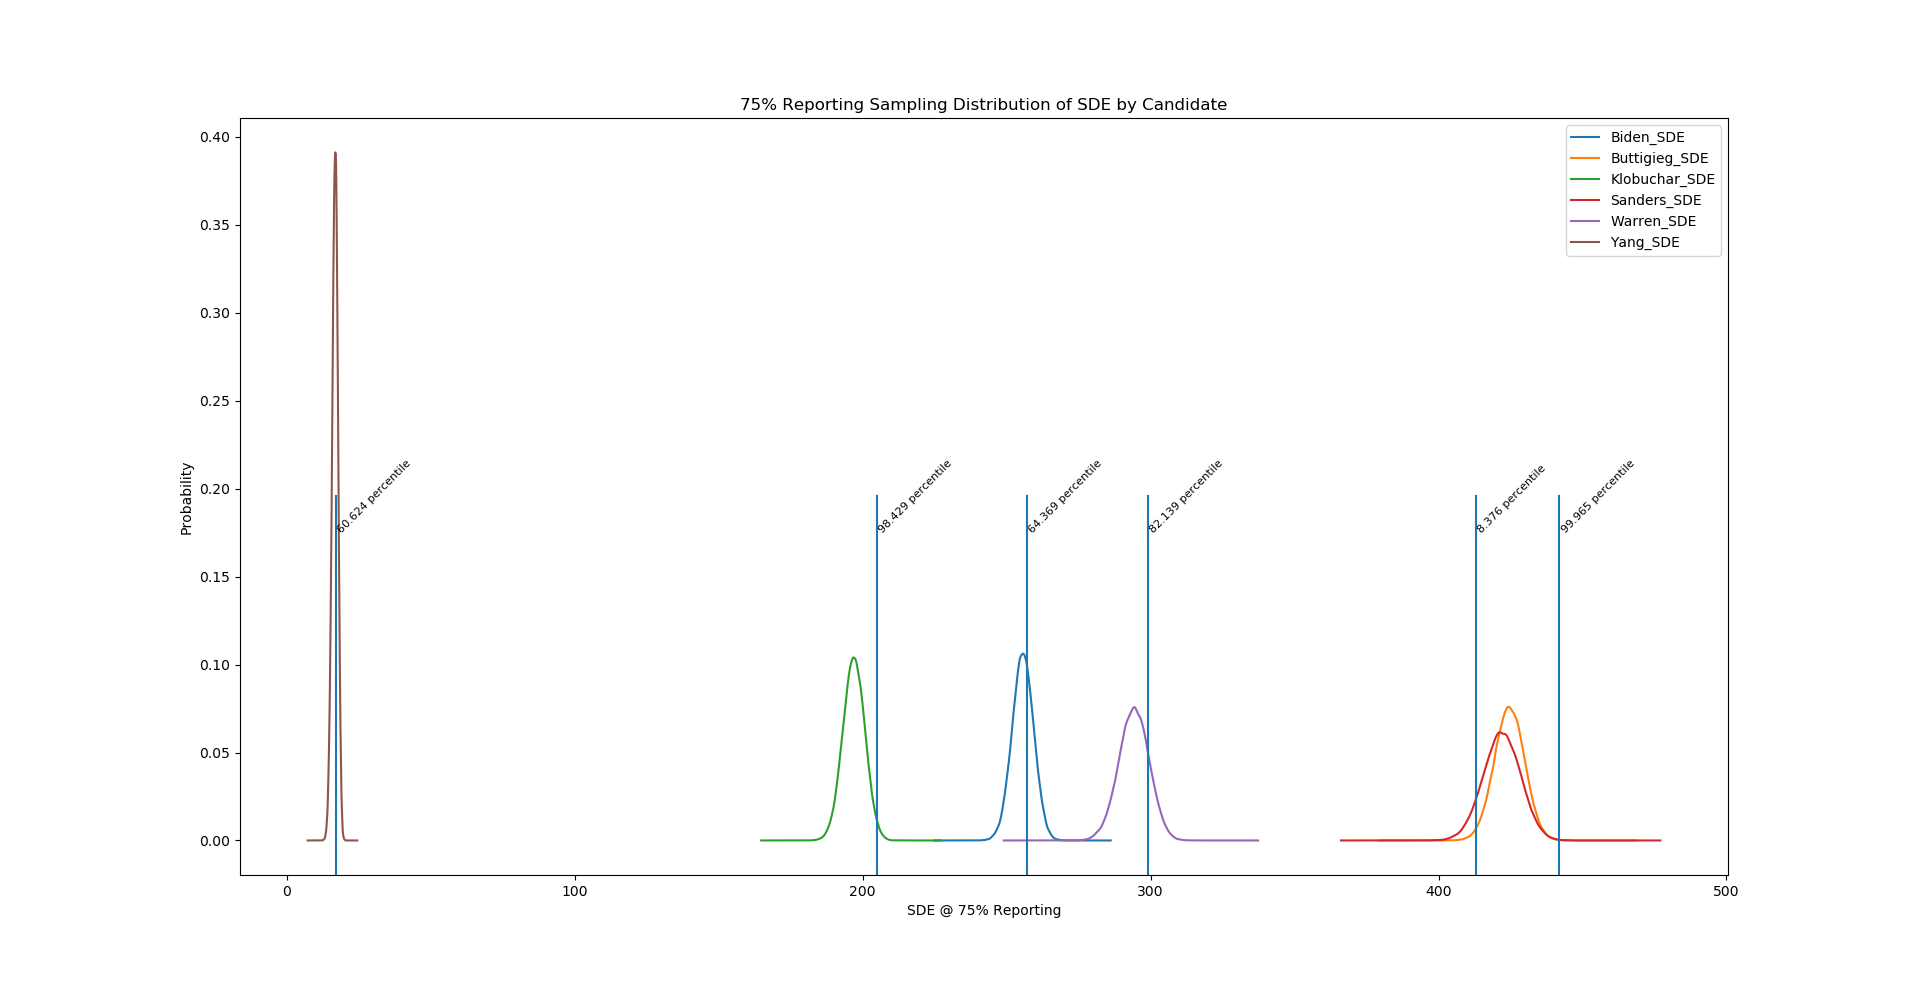 75% Reporting Sampling Distribution of SDE by Candidate
Biden_SDE
Buttigieg_SDE
Klobuchar_SDE
Sanders_SDE
Warren_SDE
Yang_SDE
Probability
0.40
0.35
0.30
0.25
0.20
0.15
0.10
0.05
0.00
60.624 percentile
98.429 percentile
64.369 percentile
82.139 percentile
8.376 percentile
99.965 percentile
0
100
200
300
400
500
SDE @ 75% Reporting